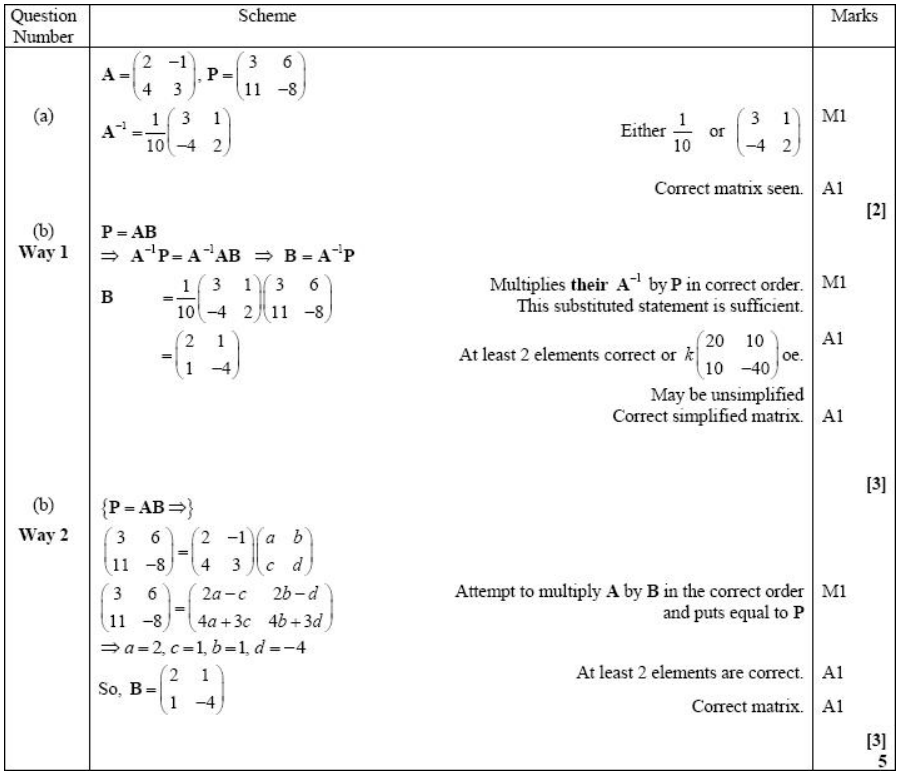 Question Number | Scheme | Marks
A = (2 −1; 4 3), P = (3 6; 11 −8)
(a) | A⁻¹ = 1/10 (3 1; −4 2) | Either 1/10 or (3 1; −4 2) | M1
Correct matrix seen. | A1
[2]
(b) | P = AB
Way 1 | ⇒ A⁻¹P = A⁻¹AB ⇒ B = A⁻¹P
B = 1/10 (3 1; −4 2)(3 6; 11 −8) | Multiplies their A⁻¹ by P in correct order. | M1
This substituted statement is sufficient.
= (2 1; 1 −4) | At least 2 elements correct or k(20 10; 10 −40) oe. | A1
May be unsimplified
Correct simplified matrix. | A1
[3]
(b) | {P = AB ⇒}
Way 2 | (3 6; 11 −8) = (2 −1; 4 3)(a b; c d)
(3 6; 11 −8) = (2a − c 2b − d; 4a + 3c 4b + 3d) | Attempt to multiply A by B in the correct order | M1
and puts equal to P
⇒ a = 2, c = 1, b = 1, d = −4
So, B = (2 1; 1 −4) | At least 2 elements are correct. | A1
Correct matrix. | A1
[3]
5